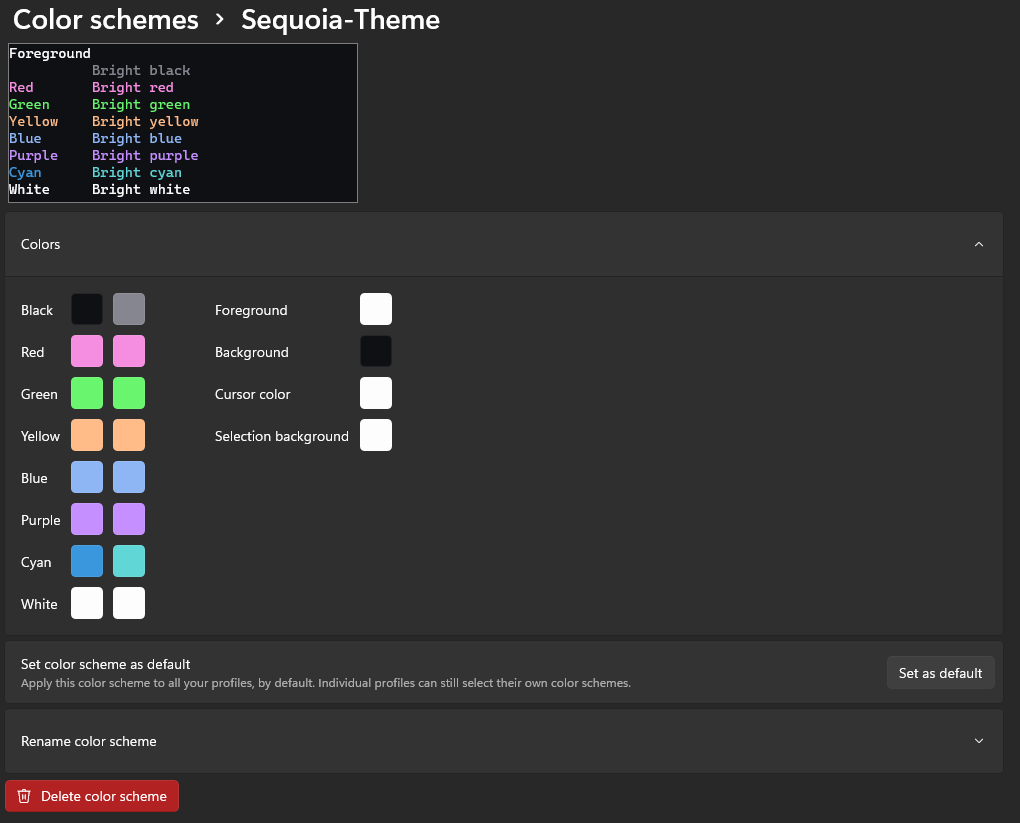 Color schemes > Sequoia-Theme
Foreground
Bright black
Red Bright red
Green Bright green
Yellow Bright yellow
Blue Bright blue
Purple Bright purple
Cyan Bright cyan
White Bright white
Colors
Black Foreground
Red Background
Green Cursor color
Yellow Selection background
Blue
Purple
Cyan
White
Set color scheme as default
Apply this color scheme to all your profiles, by default. Individual profiles can still select their own color schemes.
Set as default
Rename color scheme
Delete color scheme